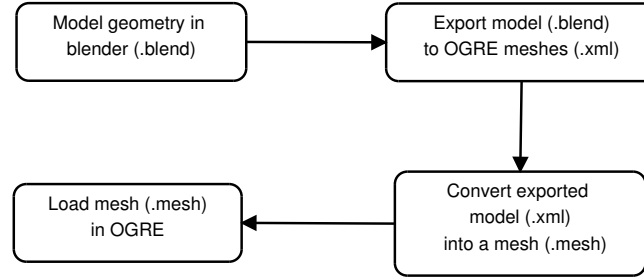 Model geometry in
blender (.blend)
Export model (.blend)
to OGRE meshes (.xml)
Convert exported
model (.xml)
into a mesh (.mesh)
Load mesh (.mesh)
in OGRE